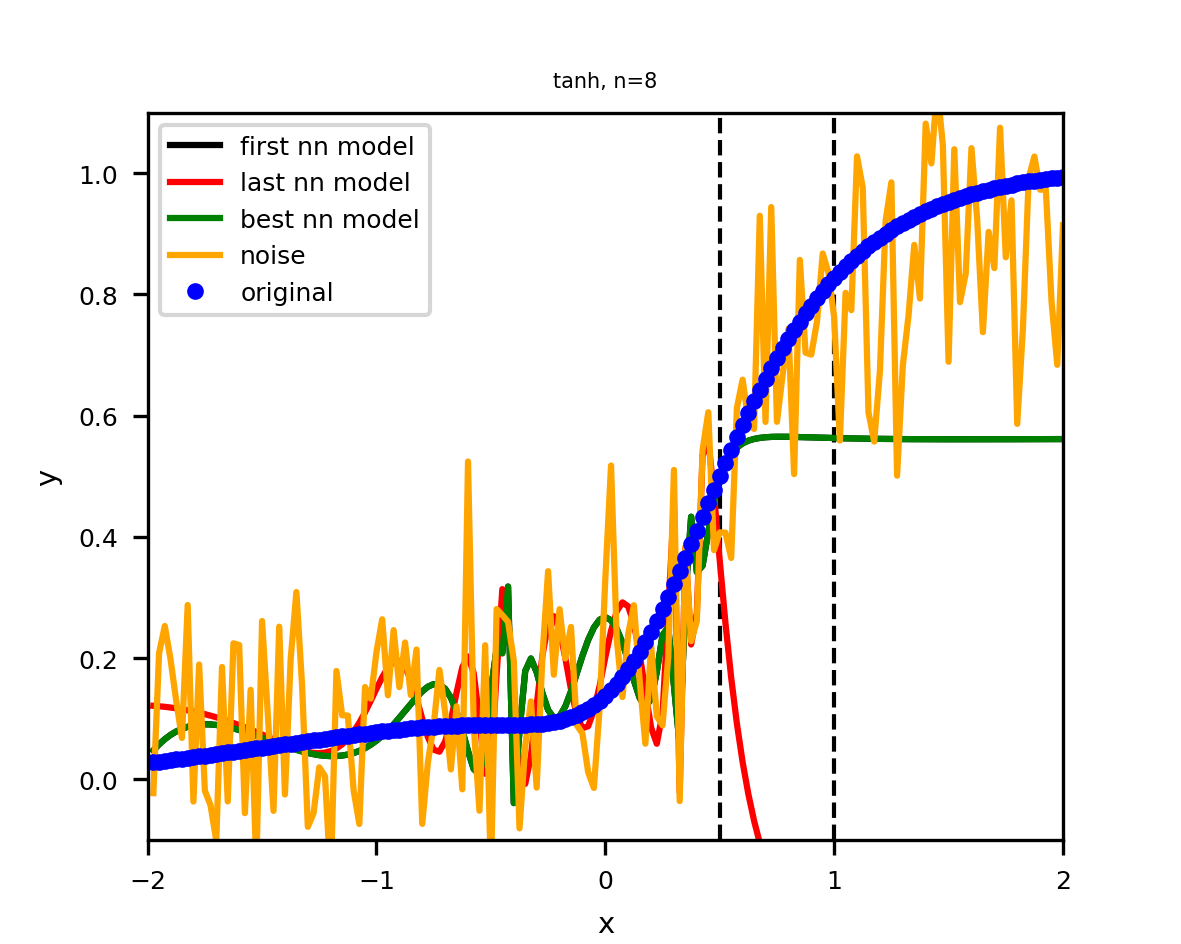 tanh, n=8
first nn model
last nn model
best nn model
noise
original
1.0
0.8
0.6
0.4
0.2
0.0
y
−2
−1
0
1
2
x